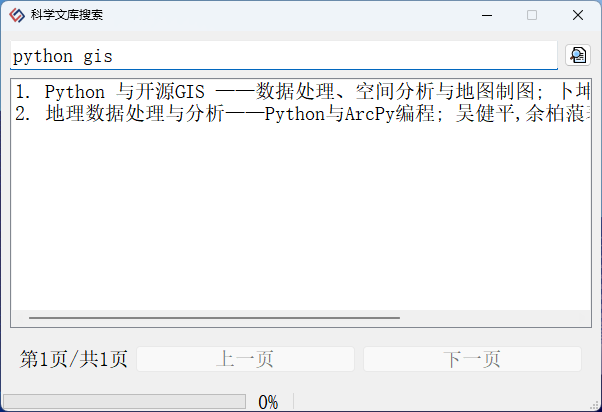 科学文库搜索
python gis
1. Python 与开源GIS ——数据处理、空间分析与地图制图; 卜坤
2. 地理数据处理与分析——Python与ArcPy编程; 吴健平,余柏蒗
第1页/共1页 上一页 下一页
0%